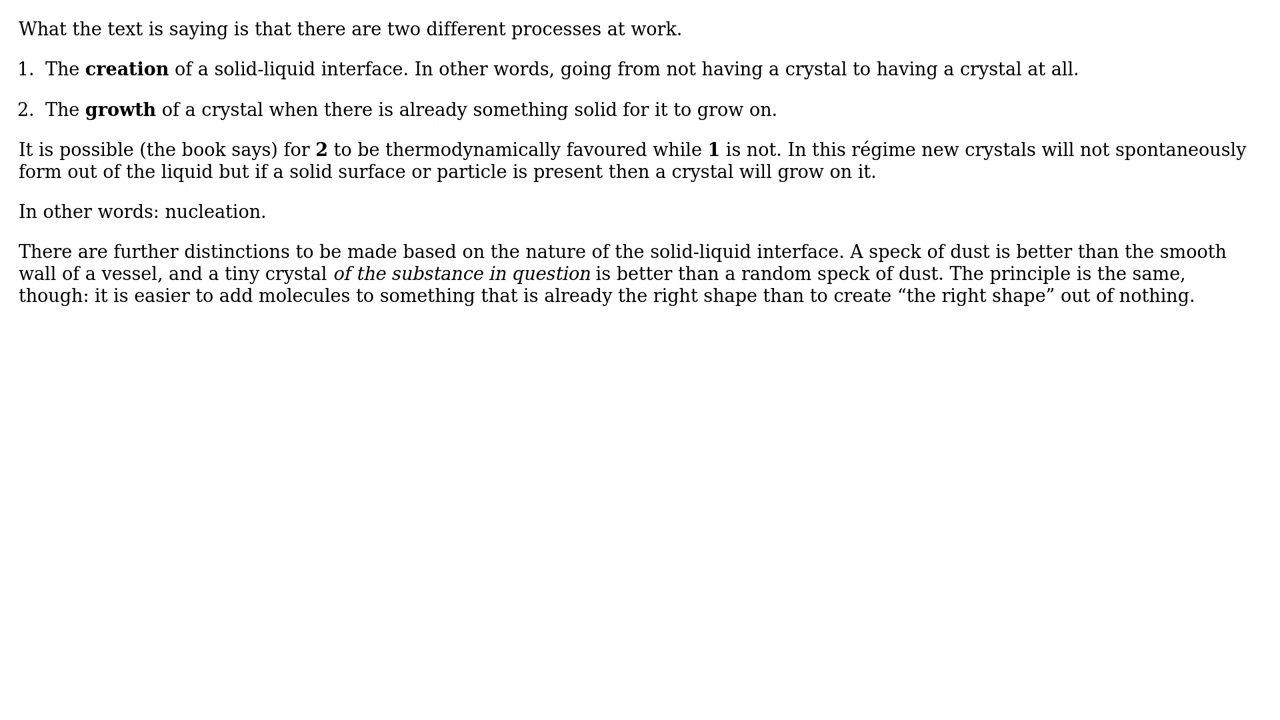 What the text is saying is that there are two different processes at work.
1. The creation of a solid-liquid interface. In other words, going from not having a crystal to having a crystal at all.
2. The growth of a crystal when there is already something solid for it to grow on.
It is possible (the book says) for 2 to be thermodynamically favoured while 1 is not. In this régime new crystals will not spontaneously
form out of the liquid but if a solid surface or particle is present then a crystal will grow on it.
In other words: nucleation.
There are further distinctions to be made based on the nature of the solid-liquid interface. A speck of dust is better than the smooth
wall of a vessel, and a tiny crystal of the substance in question is better than a random speck of dust. The principle is the same,
though: it is easier to add molecules to something that is already the right shape than to create “the right shape” out of nothing.